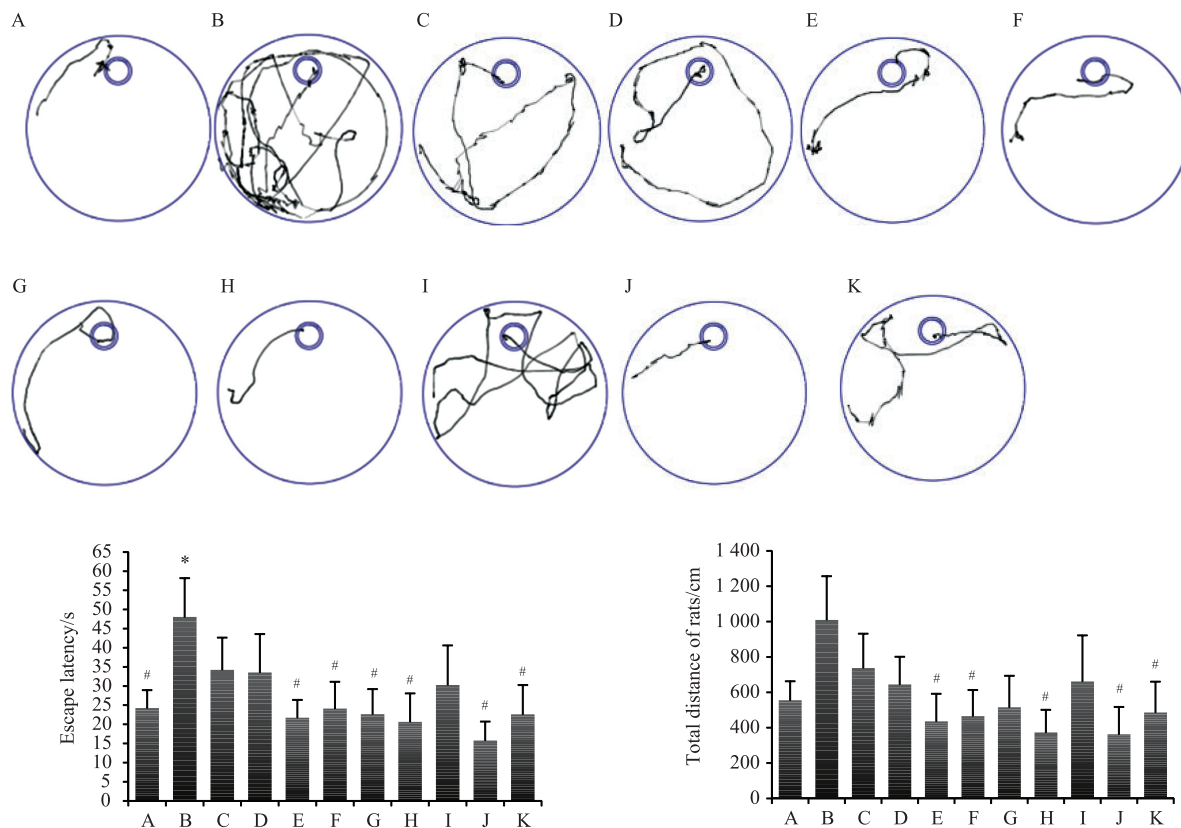 A B C D E F
G H I J K
Escape latency/s
65
60
55
50
45
40
35
30
25
20
15
10
5
0
*
# # # # # # #
A B C D E F G H I J K
Total distance of rats/cm
1 400
1 200
1 000
800
600
400
200
0
# # # # #
A B C D E F G H I J K